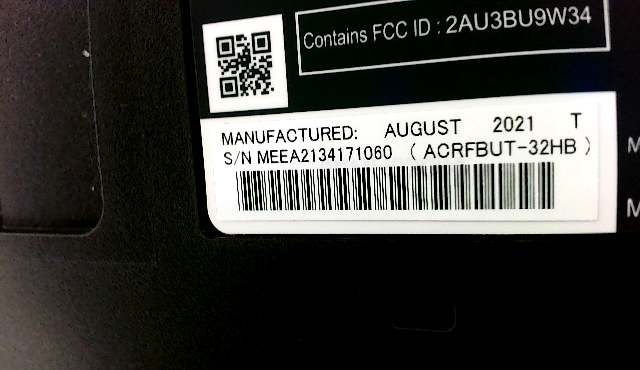 Contains FCC ID : 2AU3BU9W34
MANUFACTURED: AUGUST 2021 T
S/N MEEA2134171060 ( ACRFBUT-32HB )
M
M